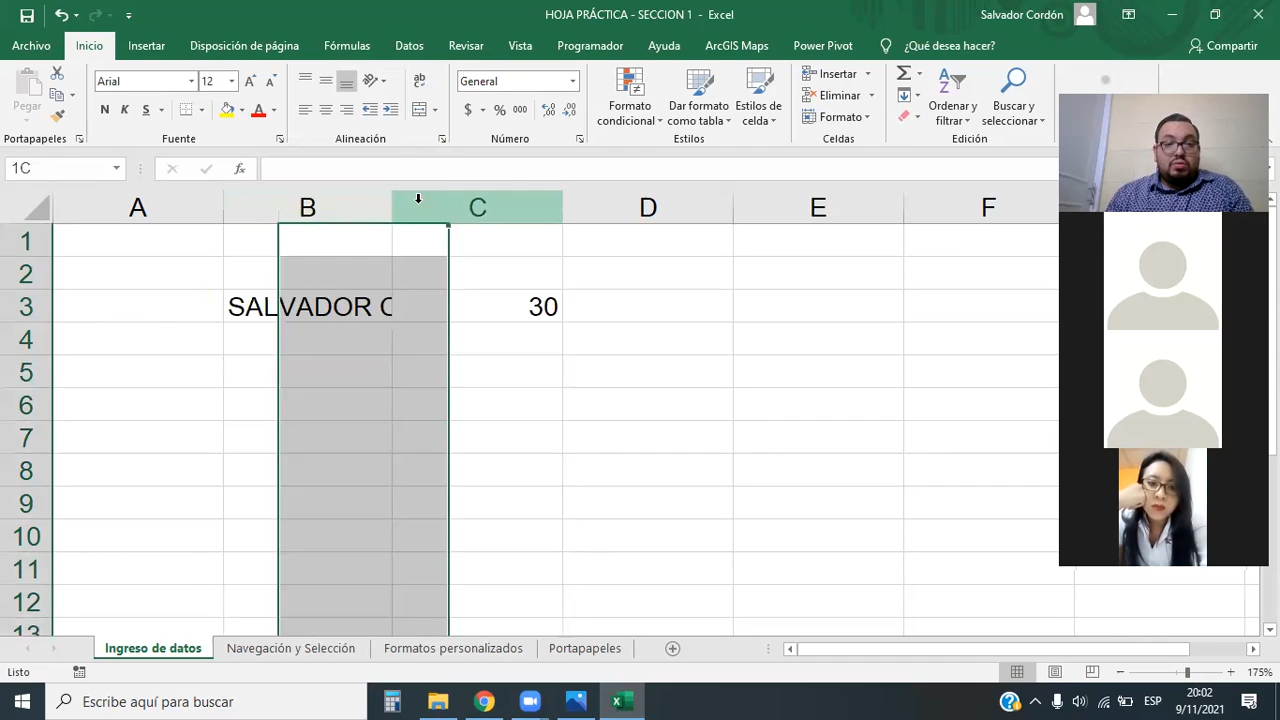 HOJA PRÁCTICA - SECCION 1 - Excel
Salvador Cordón
Archivo Inicio Insertar Disposición de página Fórmulas Datos Revisar Vista Programador Ayuda ArcGIS Maps Power Pivot ¿Qué desea hacer? Compartir
Pegar
Arial 12
N K S
ab
General
$ % 000
Formato condicional
Dar formato como tabla
Estilos de celda
Insertar
Eliminar
Formato
Ordenar y filtrar
Buscar y seleccionar
Portapapeles Fuente Alineación Número Estilos Celdas Edición
1C fx
A B C D E F
1
2
3 SALVADOR C 30
4
5
6
7
8
9
10
11
12
13
Ingreso de datos Navegación y Selección Formatos personalizados Portapapeles
Listo 175%
Escribe aquí para buscar ESP 20:02
9/11/2021